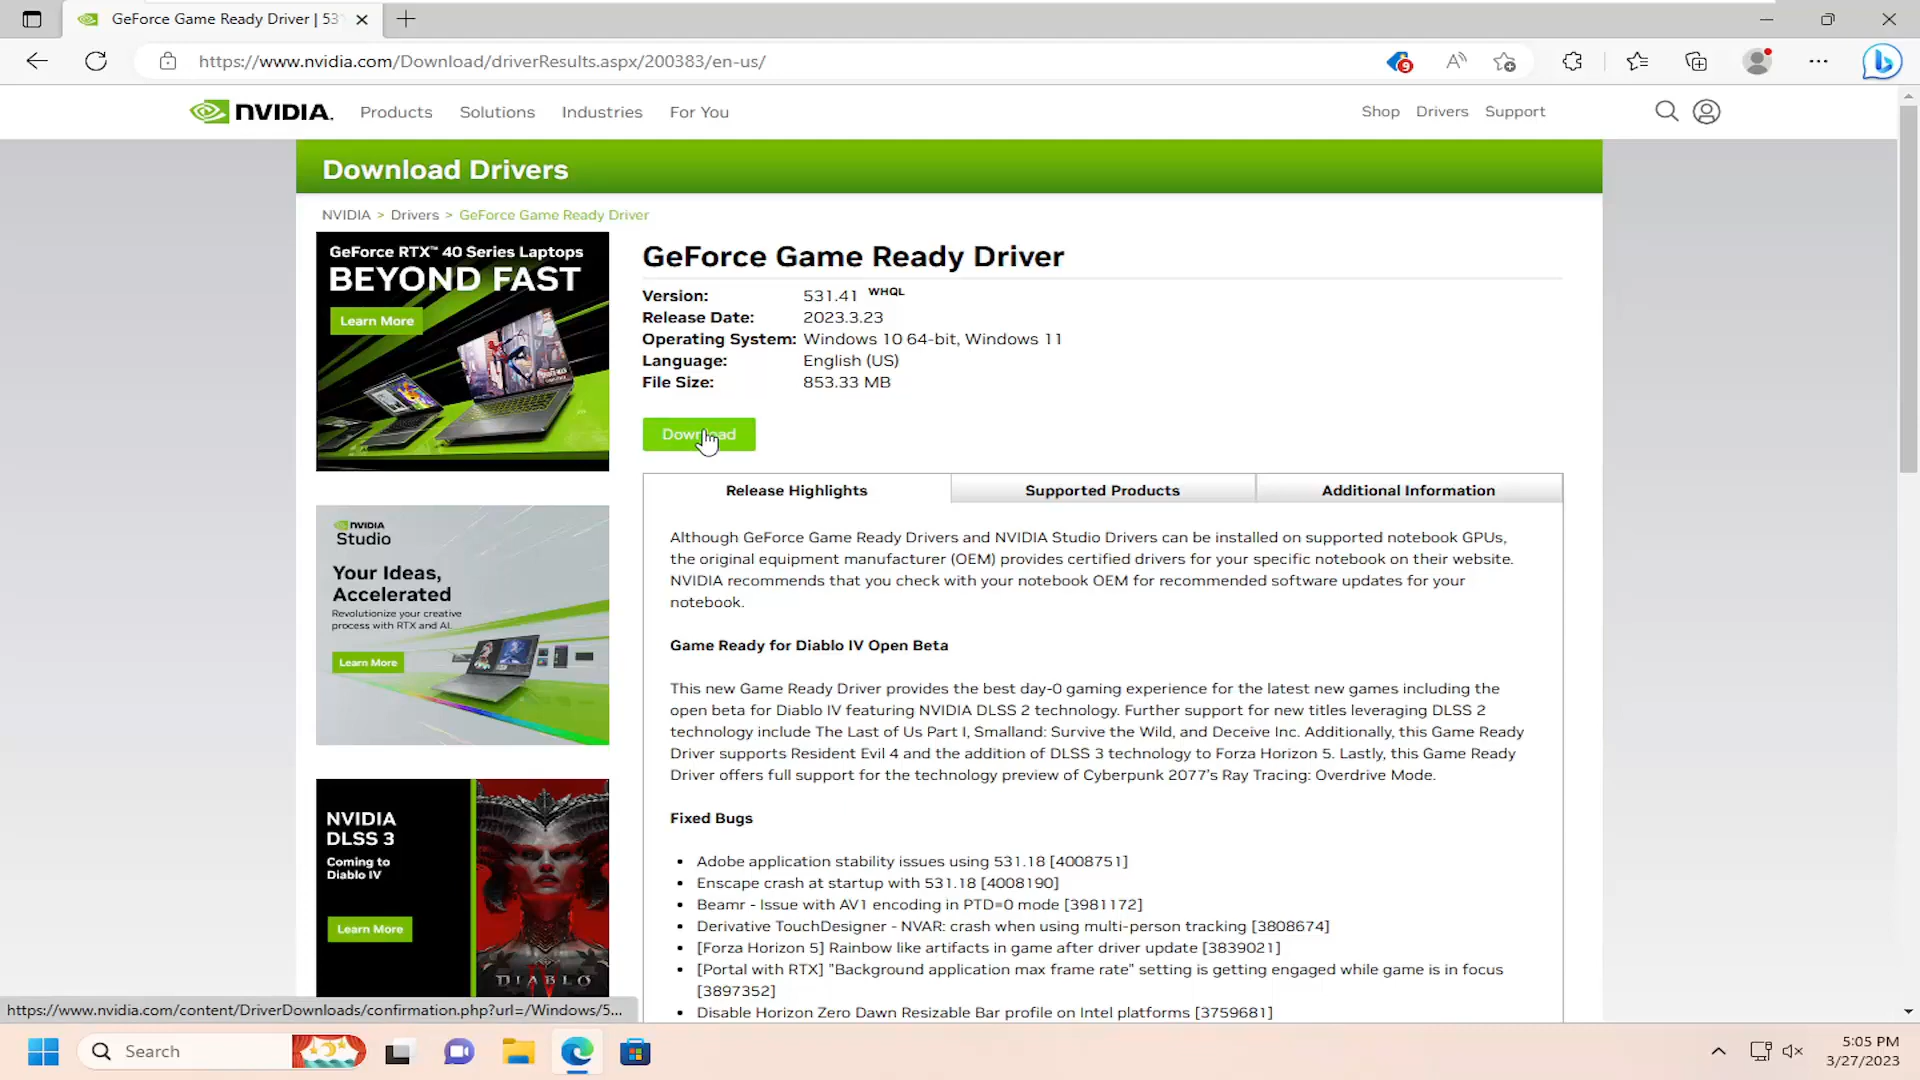 GeForce Game Ready Driver | 53
https://www.nvidia.com/Download/driverResults.aspx/200383/en-us/
9
NVIDIA.
Products
Solutions
Industries
For You
Shop
Drivers
Support
Download Drivers
NVIDIA > Drivers > GeForce Game Ready Driver
GeForce RTX™ 40 Series Laptops
BEYOND FAST
Learn More
GeForce Game Ready Driver
Version: 531.41 WHQL
Release Date: 2023.3.23
Operating System: Windows 10 64-bit, Windows 11
Language: English (US)
File Size: 853.33 MB
Download
NVIDIA
Studio
Your Ideas,
Accelerated
Revolutionize your creative
process with RTX and AI.
Learn More
NVIDIA
DLSS 3
Coming to
Diablo IV
Learn More
DIABLO
Release Highlights
Supported Products
Additional Information
Although GeForce Game Ready Drivers and NVIDIA Studio Drivers can be installed on supported notebook GPUs,
the original equipment manufacturer (OEM) provides certified drivers for your specific notebook on their website.
NVIDIA recommends that you check with your notebook OEM for recommended software updates for your
notebook.
Game Ready for Diablo IV Open Beta
This new Game Ready Driver provides the best day-0 gaming experience for the latest new games including the
open beta for Diablo IV featuring NVIDIA DLSS 2 technology. Further support for new titles leveraging DLSS 2
technology include The Last of Us Part I, Smalland: Survive the Wild, and Deceive Inc. Additionally, this Game Ready
Driver supports Resident Evil 4 and the addition of DLSS 3 technology to Forza Horizon 5. Lastly, this Game Ready
Driver offers full support for the technology preview of Cyberpunk 2077's Ray Tracing: Overdrive Mode.
Fixed Bugs
• Adobe application stability issues using 531.18 [4008751]
• Enscape crash at startup with 531.18 [4008190]
• Beamr - Issue with AV1 encoding in PTD=0 mode [3981172]
• Derivative TouchDesigner - NVAR: crash when using multi-person tracking [3808674]
• [Forza Horizon 5] Rainbow like artifacts in game after driver update [3839021]
• [Portal with RTX] "Background application max frame rate" setting is getting engaged while game is in focus
[3897352]
• Disable Horizon Zero Dawn Resizable Bar profile on Intel platforms [3759681]
https://www.nvidia.com/content/DriverDownloads/confirmation.php?url=/Windows/5...
Search
5:05 PM
3/27/2023